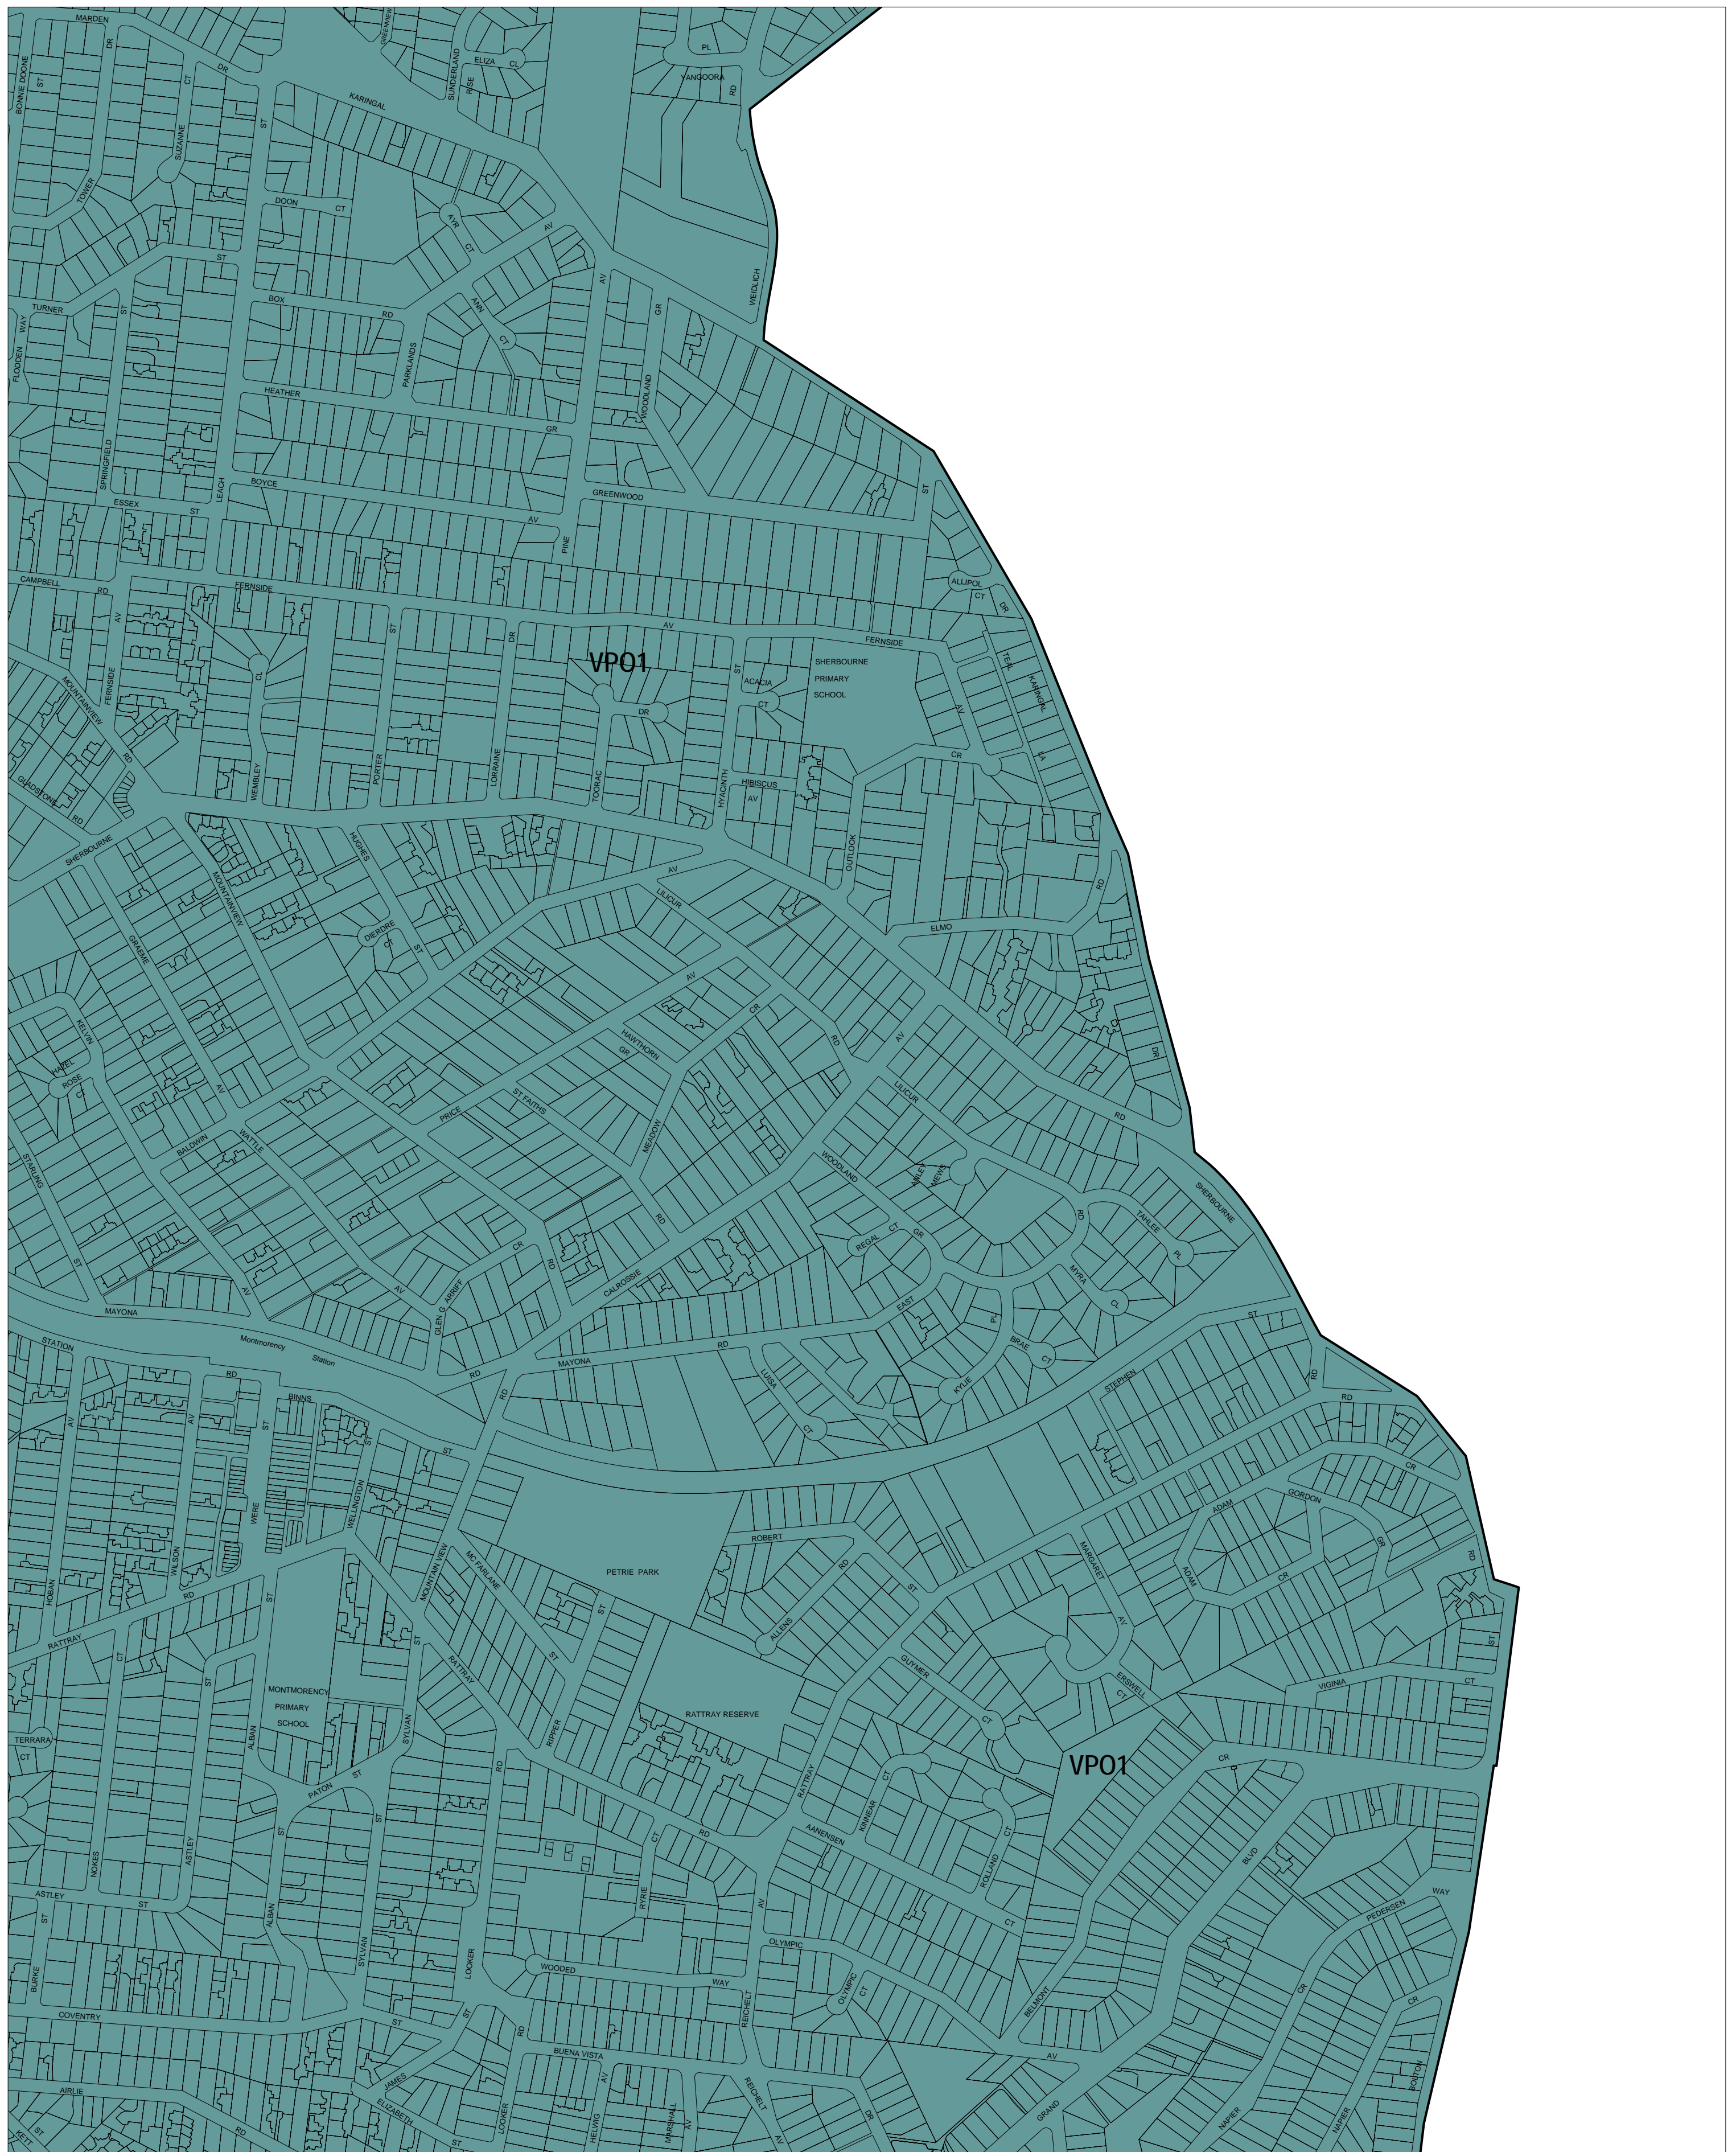 MARDEN
DR
BONNIE DOONE
ST
CT
SUZANNE
TOWER
DR
KARINGAL
GREENVIEW
SUNDERLAND
RISE
ELIZA CL
PL
YANGOORA
RD
ST
DOON CT
AYR
CT
AV
ST
TURNER
WAY
FLODDEN
ST
SPRINGFIELD
BOX
RD
PARKLANDS
ANN
CT
AV
GR
WOODLAND
WEIDLICH
HEATHER
GR
LEACH
BOYCE
AV
PINE
GREENWOOD
ST
ESSEX
ST
CAMPBELL
RD
AV
FERNSIDE
FERNSIDE
AV
FERNSIDE
ALLIPOL
CT
DR
TEAL
KARINGAL
LA
MOUNTAINVIEW
RD
GLADSTONE
RD
CL
WEMBLEY
ST
PORTER
DR
LORRAINE
VPO1
DR
TOORAC
ST
HYACINTH
ACACIA
CT
HIBISCUS
AV
SHERBOURNE
PRIMARY
SCHOOL
AV
CR
OUTLOOK
SHERBOURNE
MOUNTAINVIEW
HUGHES
ST
DIERDRE
CT
AV
LILICUR
ELMO
RD
DR
GRAEME
AV
KELVIN
HAZEL
ROSE
CT
BALDWIN
WATTLE
AV
STARLING
ST
AV
PRICE
AV
HAWTHORN
GR
ST FAITHS
RD
MEADOW
CR
RD
AV
LILICUR
RD
WOODLAND
GR
ANLEY
MEWS
REGAL CT
RD
TAHLEE
PL
MYRA
CL
SHERBOURNE
CALROSSIE
RD
GLEN G ARRIFF
CR
RD
MAYONA
MAYONA
RD
EAST
PL
BRAE
CT
KYLIE
LUISA
CT
STEPHEN
ST
RD
RD
STATION
RD
Montmorency
Station
BINNS
ST
AV
HOBAN
AV
WILSON
ST
WERE
ST
WELLINGTON
RD
MOUNTAIN VIEW
MC FARLANE
ST
ST
RIPPER
PETRIE PARK
ROBERT
ST
RD
ALLENS
MARGARET
AV
ADAM
CR
GORDON
GR
ADAM
CR
RD
ST
RATTRAY
RD
CT
NOKES
ST
ASTLEY
ST
ALBAN
MONTMORENCY
PRIMARY
SCHOOL
ST
SYLVAN
RATTRAY
RATTRAY RESERVE
RATTRAY
GUYMER
CT
ERSWELL
CT
VIGINIA
CT
TERRARA
CT
PATON ST
ST
ALBAN
ST
SYLVAN
RD
LOOKER
RD
CT
RYRIE
CT
KINNEAR
AANENSEN
CT
CT
ROLLAND
VPO1
CR
BELMONT
BLVD
GRAND
PEDERSEN
WAY
CR
NAPIER
CR
NAPIER
BOLTON
ASTLEY
ST
ST
BURKE
COVENTRY
ST
WOODED
WAY
AV
REICHELT
OLYMPIC
AV
OLYMPIC
CT
AIRLIE
RD
KETT
ST
JAMES
ST
ELIZABETH
ST
RD
LOOKER
BUENA VISTA
AV
HELWIG
MARSHALL
AV
REICHELT
AV
DR